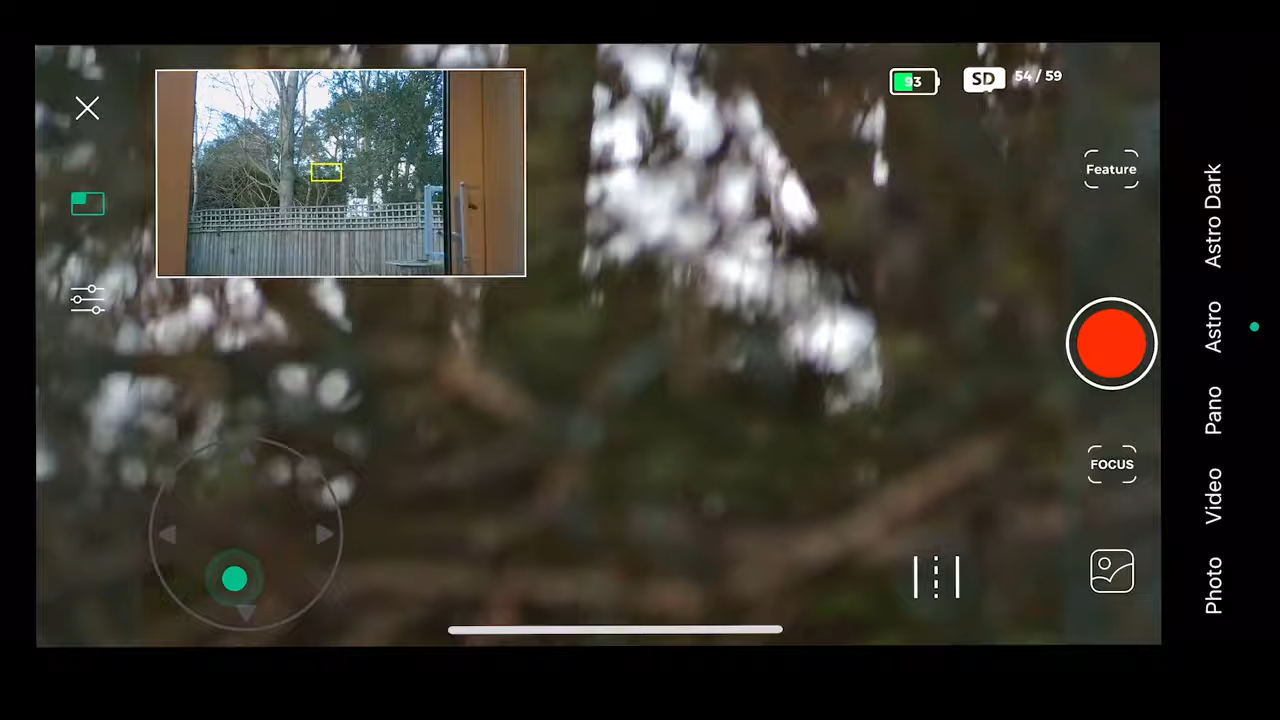 93
SD
54 / 59
Feature
FOCUS
Astro Dark
Astro
Pano
Video
Photo